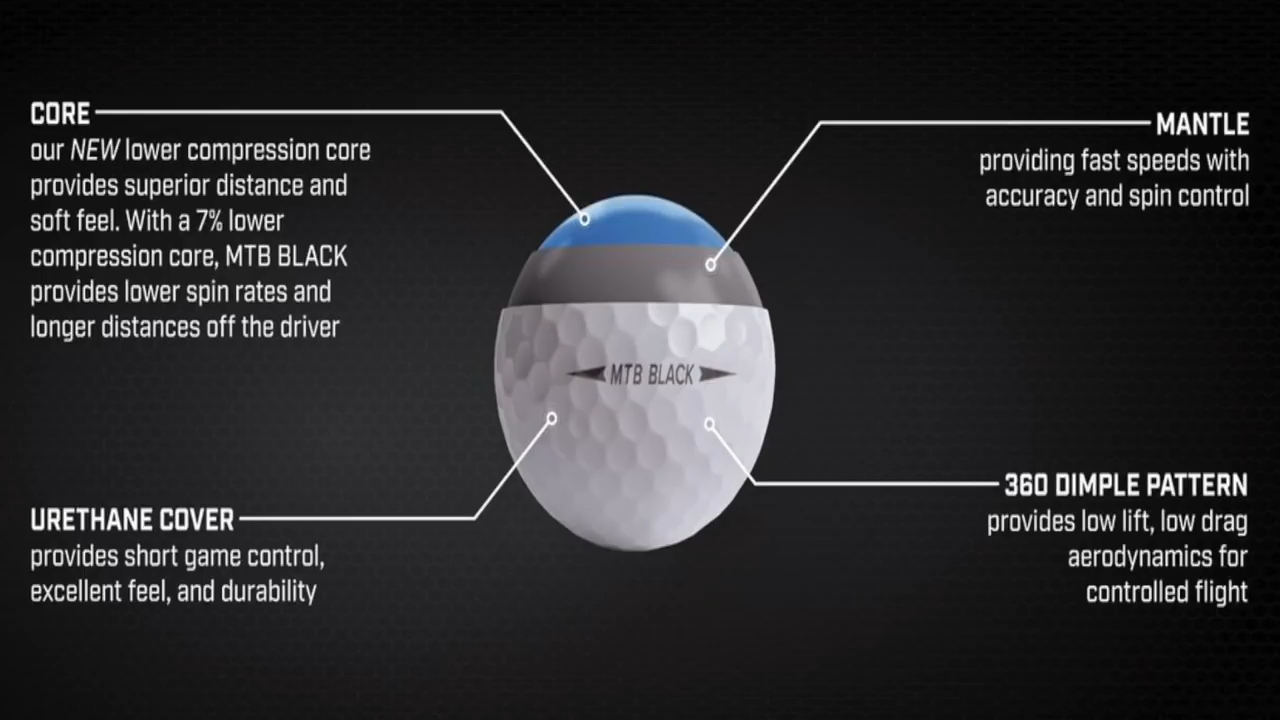 CORE
our NEW lower compression core
provides superior distance and
soft feel. With a 7% lower
compression core, MTB BLACK
provides lower spin rates and
longer distances off the driver
MANTLE
providing fast speeds with
accuracy and spin control
MTB BLACK
URETHANE COVER
provides short game control,
excellent feel, and durability
360 DIMPLE PATTERN
provides low lift, low drag
aerodynamics for
controlled flight